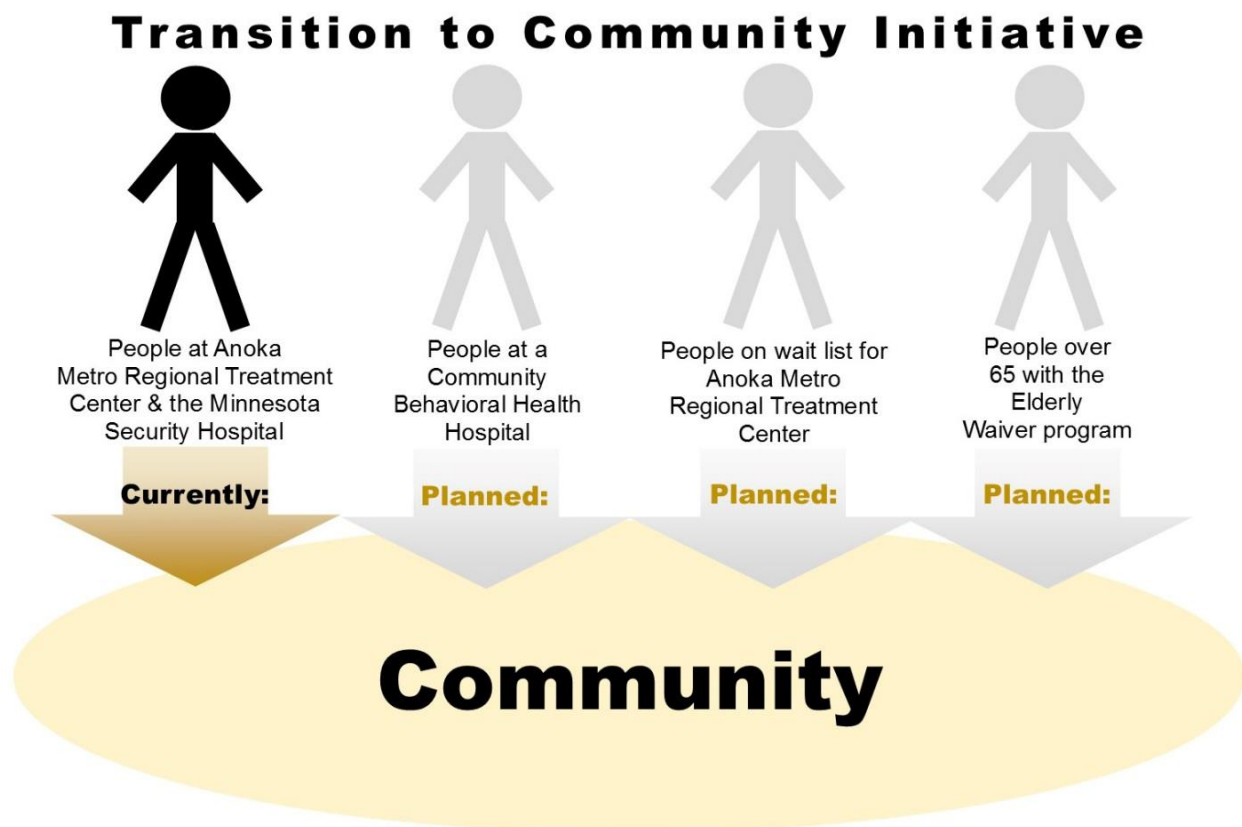 Transition to Community Initiative
People at Anoka
Metro Regional Treatment
Center & the Minnesota
Security Hospital
Currently:
People at a
Community
Behavioral Health
Hospital
Planned:
People on wait list for
Anoka Metro
Regional Treatment
Center
Planned:
People over
65 with the
Elderly
Waiver program
Planned:
Community